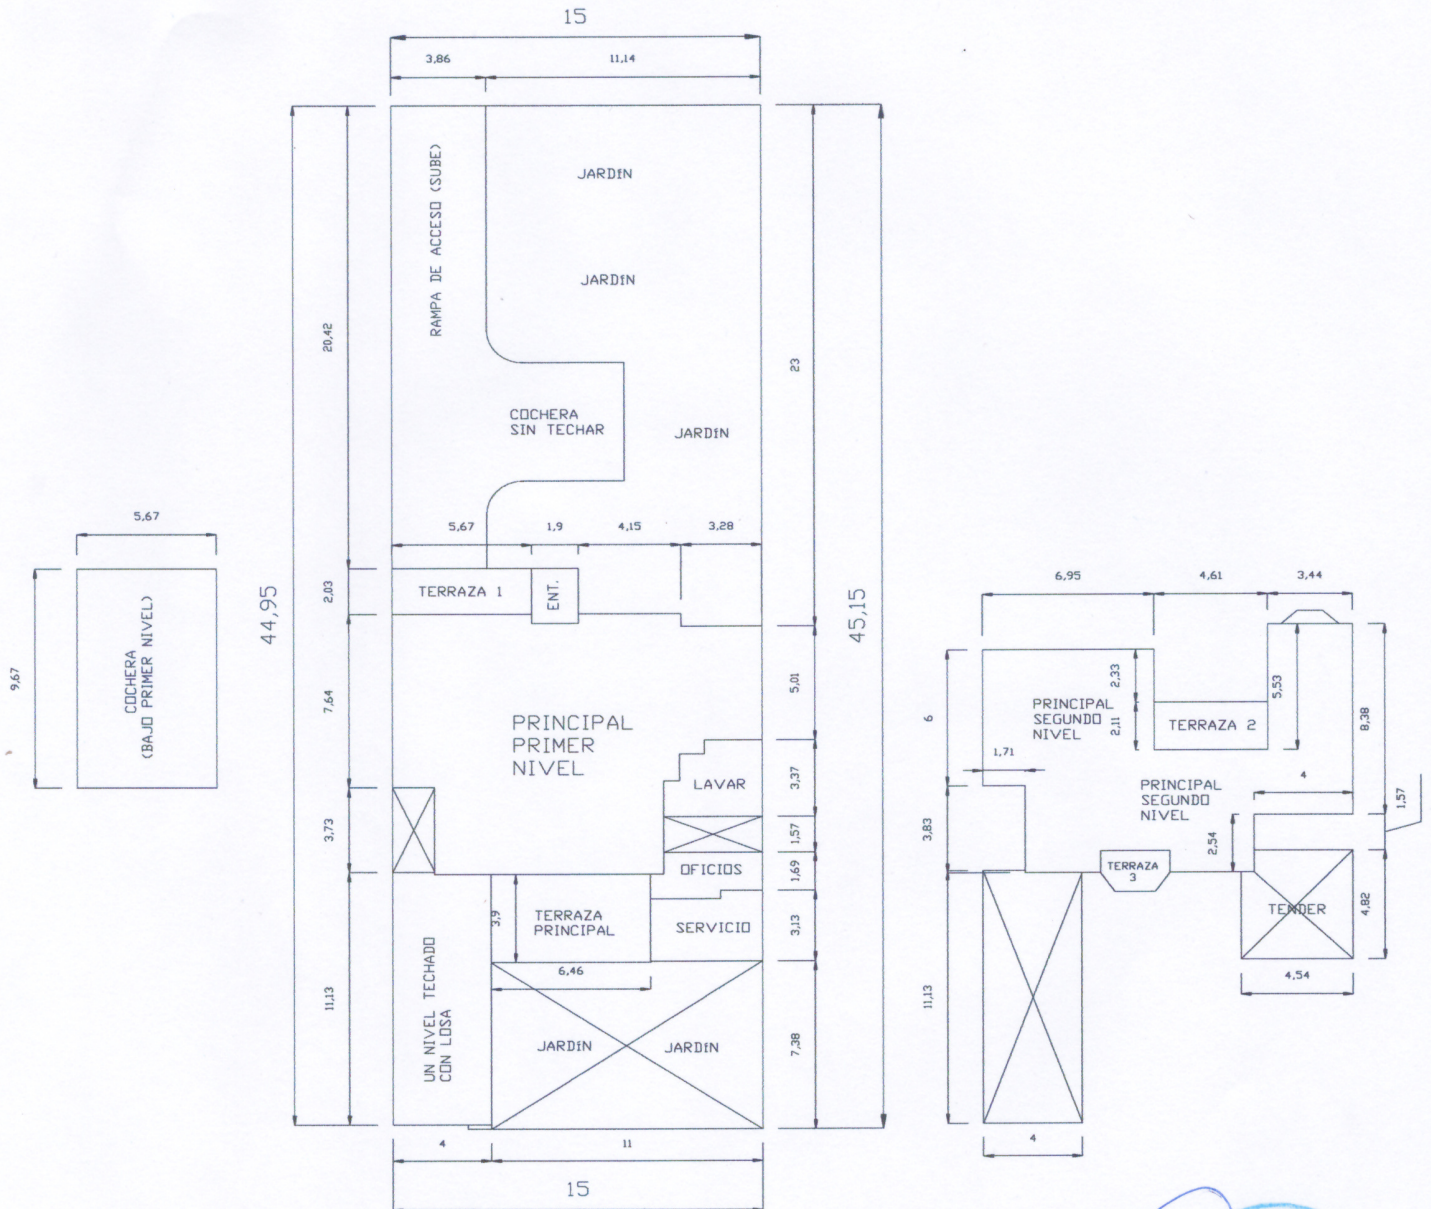 15
3,86
11,14
JARDIN
RAMPA DE ACCESO (SUBE)
JARDIN
20,42
23
COCHERA
SIN TECHAR
JARDIN
5,67
5,67
1,9
4,15
3,28
6,95
4,61
3,44
TERRAZA 1
ENT.
2,03
44,95
45,15
COCHERA
(BAJO PRIMER NIVEL)
9,67
7,64
PRINCIPAL
PRIMER
NIVEL
5,01
6
PRINCIPAL
SEGUNDO
NIVEL
2,33
2,11
TERRAZA 2
5,53
8,38
1,71
LAVAR
3,37
PRINCIPAL
SEGUNDO
NIVEL
4
1,57
3,73
1,57
3,83
2,54
OFICIOS
1,69
TERRAZA
3
3,9
TERRAZA
PRINCIPAL
SERVICIO
3,13
TENDER
4,82
6,46
4,54
11,13
UN NIVEL TECHADO
CON LOSA
JARDIN
JARDIN
7,38
11,13
4
11
4
15